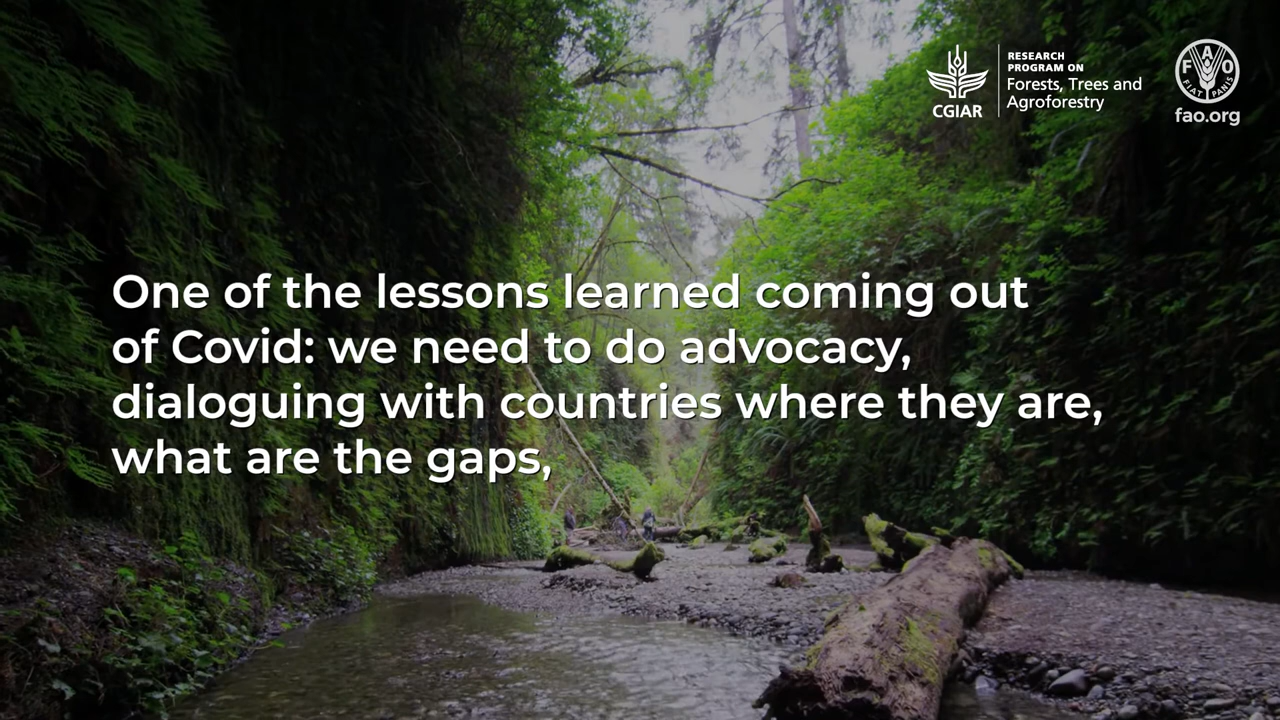 RESEARCH
PROGRAM ON
Forests, Trees and
Agroforestry
CGIAR
FAO
FIAT PANIS
fao.org
One of the lessons learned coming out
of Covid: we need to do advocacy,
dialoguing with countries where they are,
what are the gaps,